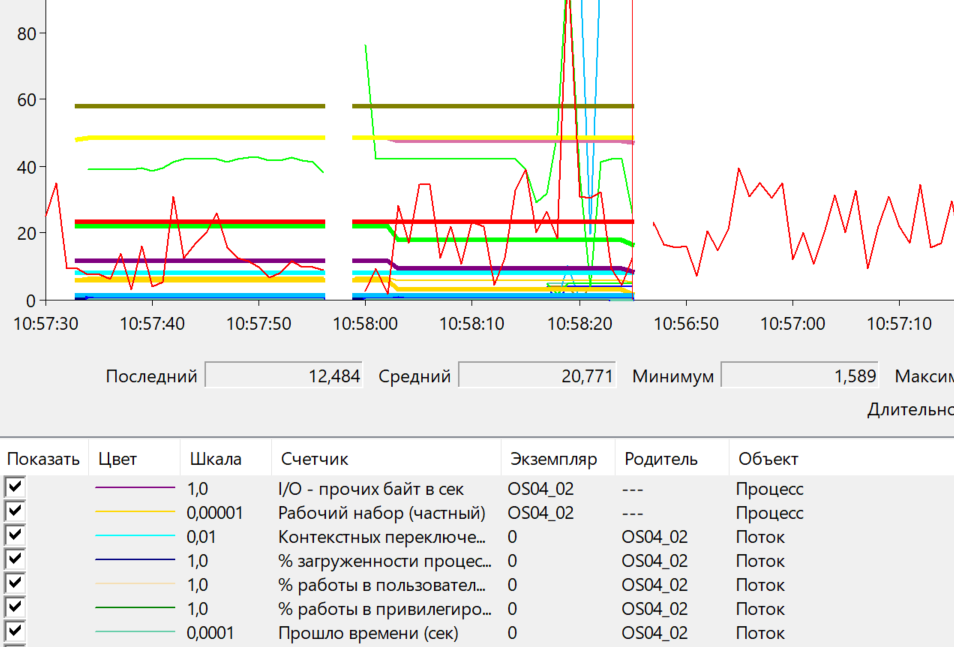 80
60
40
20
0
10:57:30 10:57:40 10:57:50 10:58:00 10:58:10 10:58:20 10:56:50 10:57:00 10:57:10
Последний 12,484 Средний 20,771 Минимум 1,589 Максим
Длительно
Показать Цвет Шкала Счетчик Экземпляр Родитель Объект
1,0 I/O - прочих байт в сек OS04_02 --- Процесс
0,00001 Рабочий набор (частный) OS04_02 --- Процесс
0,01 Контекстных переключе... 0 OS04_02 Поток
1,0 % загруженности процес... 0 OS04_02 Поток
1,0 % работы в пользовател... 0 OS04_02 Поток
1,0 % работы в привилегиро... 0 OS04_02 Поток
0,0001 Прошло времени (сек) 0 OS04_02 Поток